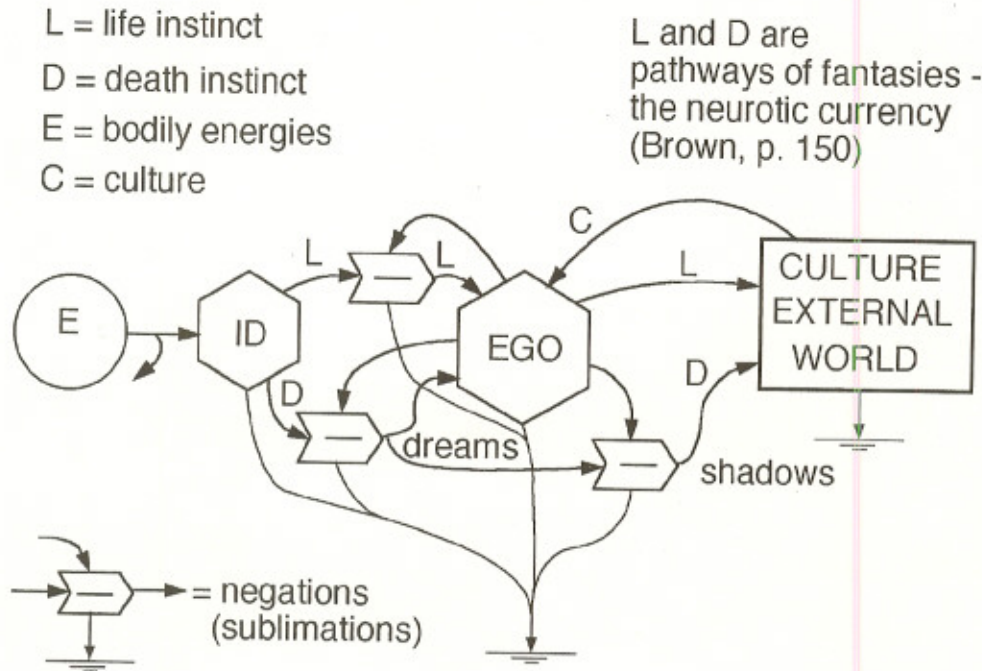 L = life instinct
D = death instinct
E = bodily energies
C = culture
L and D are
pathways of fantasies -
the neurotic currency
(Brown, p. 150)
C
L
L
L
E
ID
EGO
CULTURE
EXTERNAL
WORLD
D
D
dreams
shadows
= negations
(sublimations)